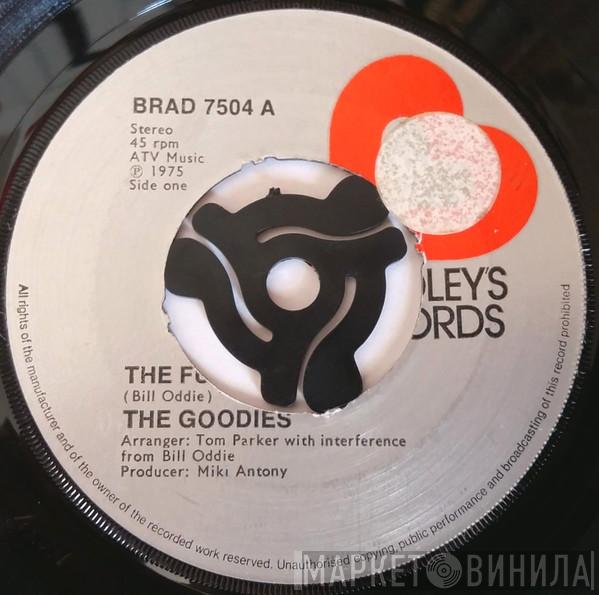 BRAD 7504 A
Stereo
45 rpm
ATV Music
Ⓟ 1975
Side one
DLEY'S
ORDS
THE FU
(Bill Oddie)
THE GOODIES
Arranger: Tom Parker with interference
from Bill Oddie
Producer: Miki Antony
All rights of the manufacturer and of the owner of the recorded work reserved. Unauthorised copying, public performance and broadcasting of this record prohibited
МАРКЕТ ВИНИЛА